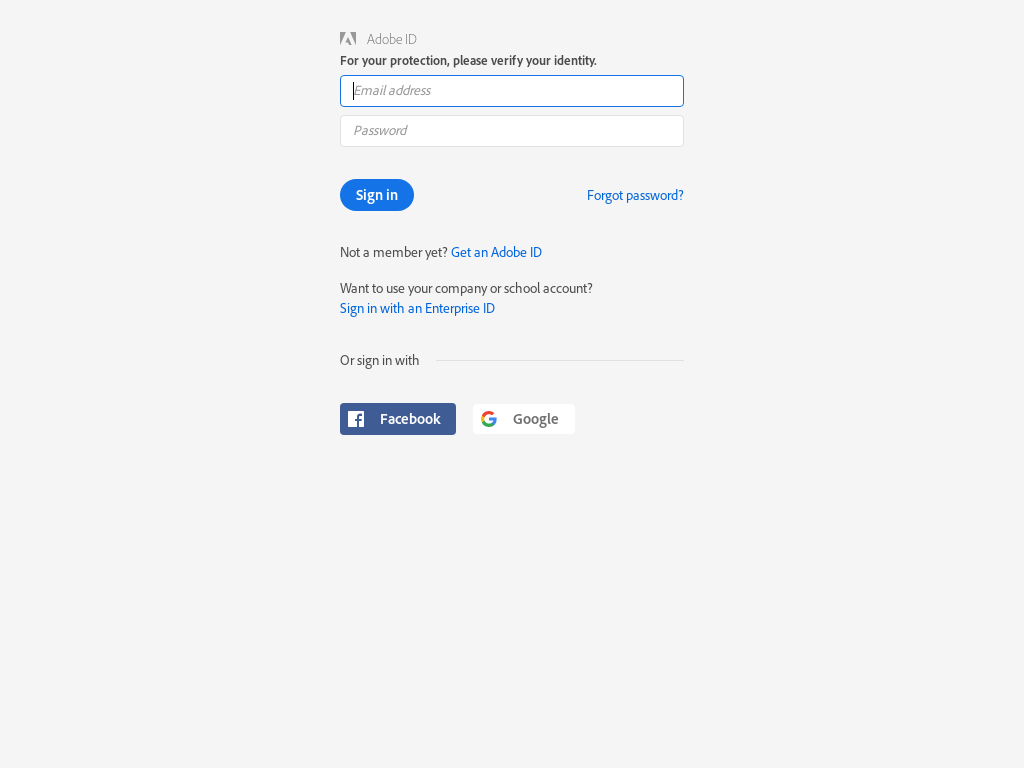 Adobe ID
For your protection, please verify your identity.
Email address
Password
Sign in
Forgot password?
Not a member yet? Get an Adobe ID
Want to use your company or school account?
Sign in with an Enterprise ID
Or sign in with
Facebook
Google